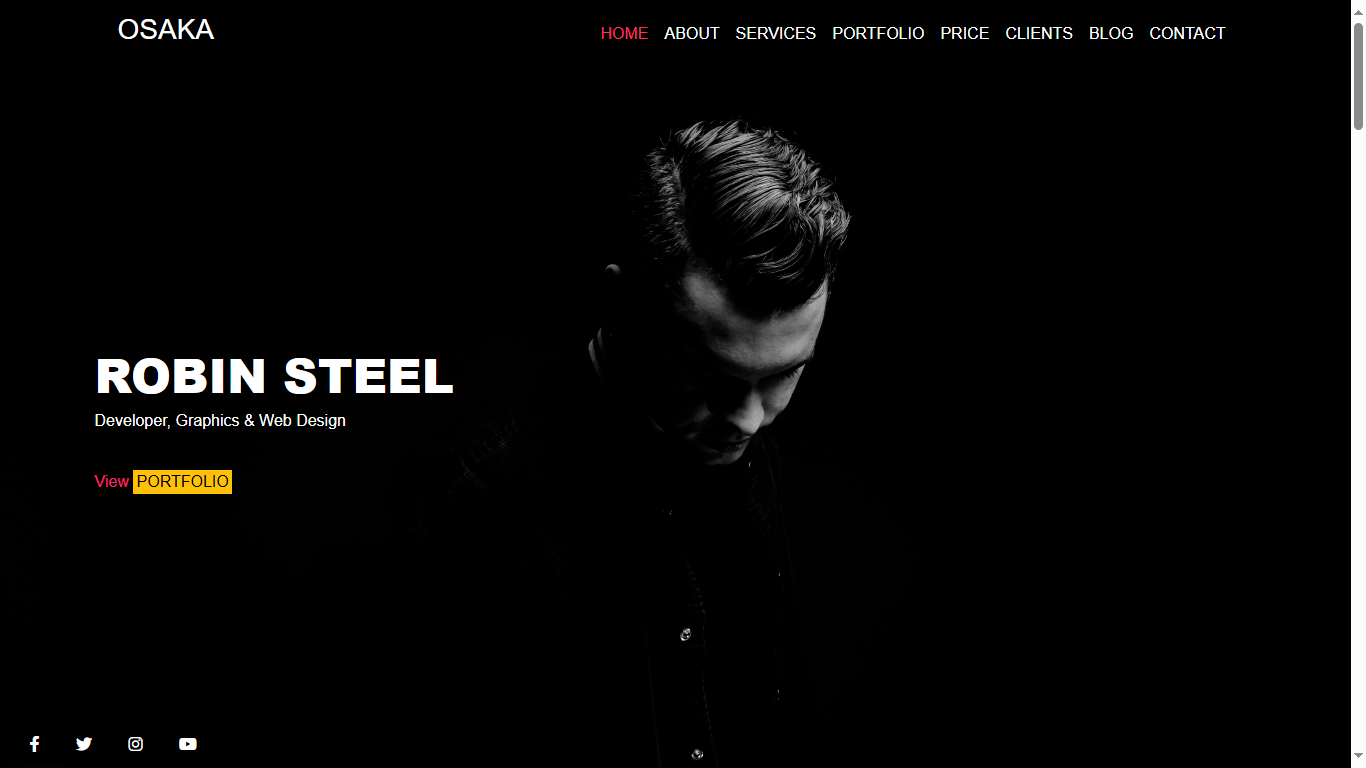 OSAKA
HOME ABOUT SERVICES PORTFOLIO PRICE CLIENTS BLOG CONTACT
ROBIN STEEL
Developer, Graphics & Web Design
View PORTFOLIO